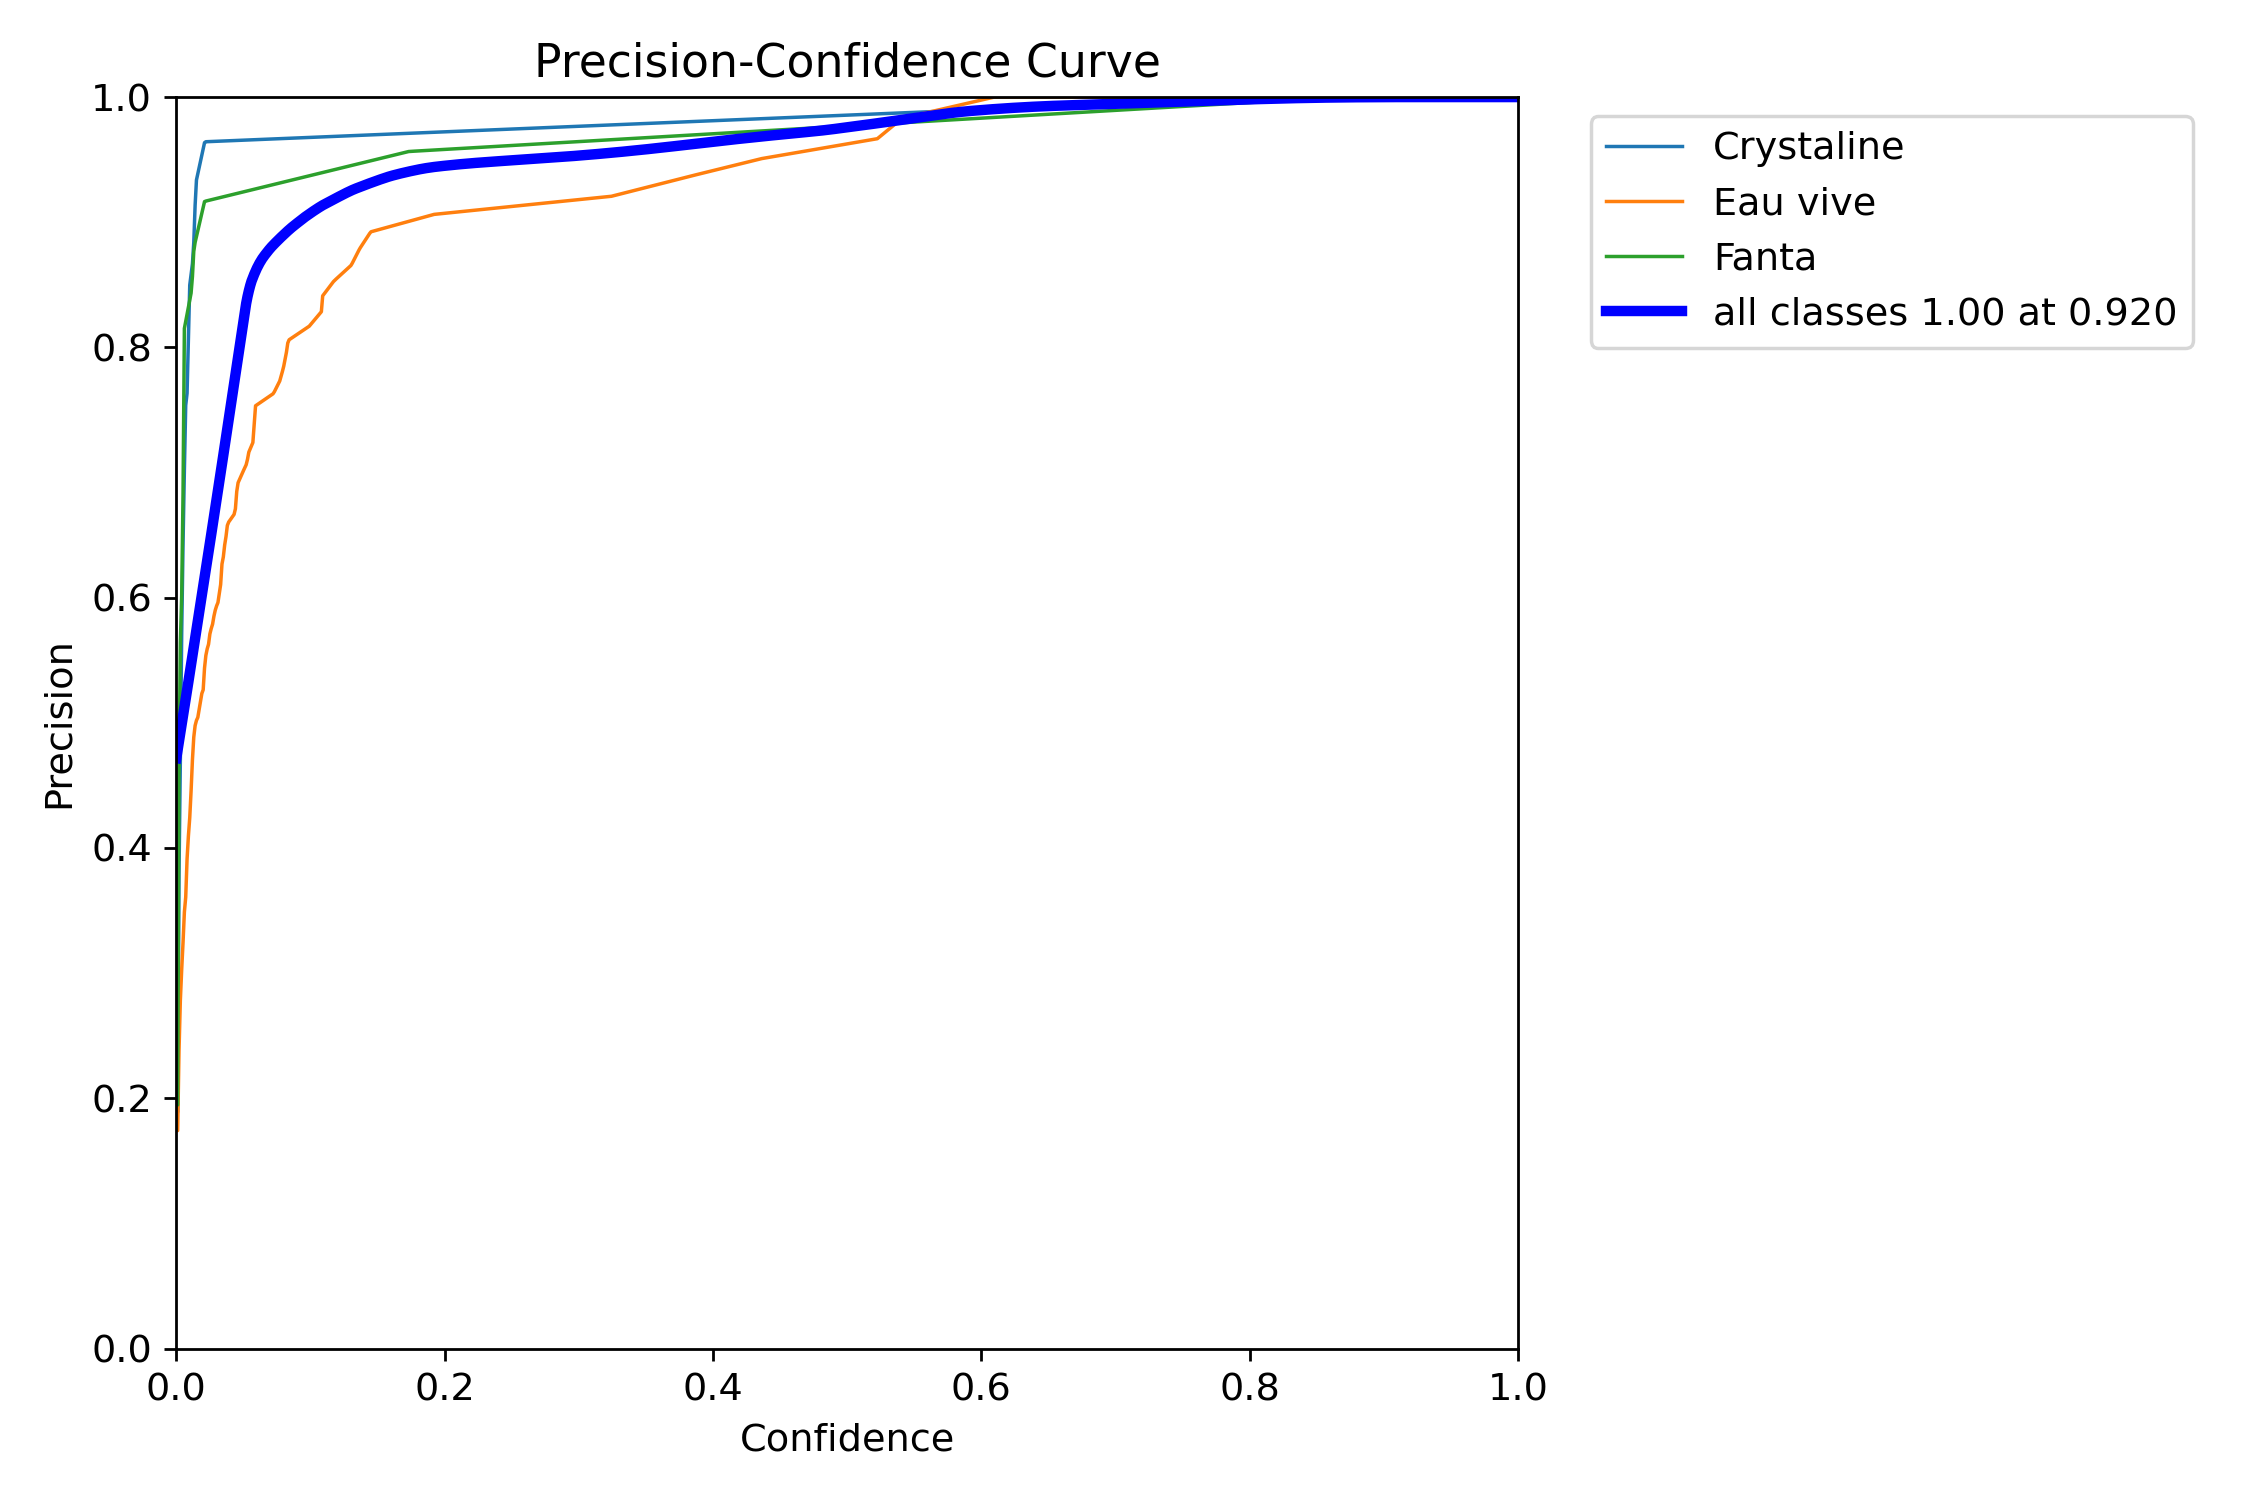 Precision-Confidence Curve
1.0
0.8
0.6
0.4
0.2
0.0
Precision
0.0 0.2 0.4 0.6 0.8 1.0
Confidence
Crystaline
Eau vive
Fanta
all classes 1.00 at 0.920